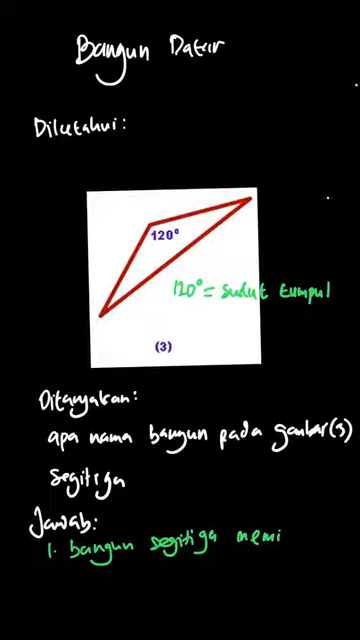 Bangun Datar
Diketahui:
120°
120° = sudut tumpul
(3)
Ditanyakan:
apa nama bangun pada gambar (3)
Segitiga
Jawab:
1. bangun segitiga memi